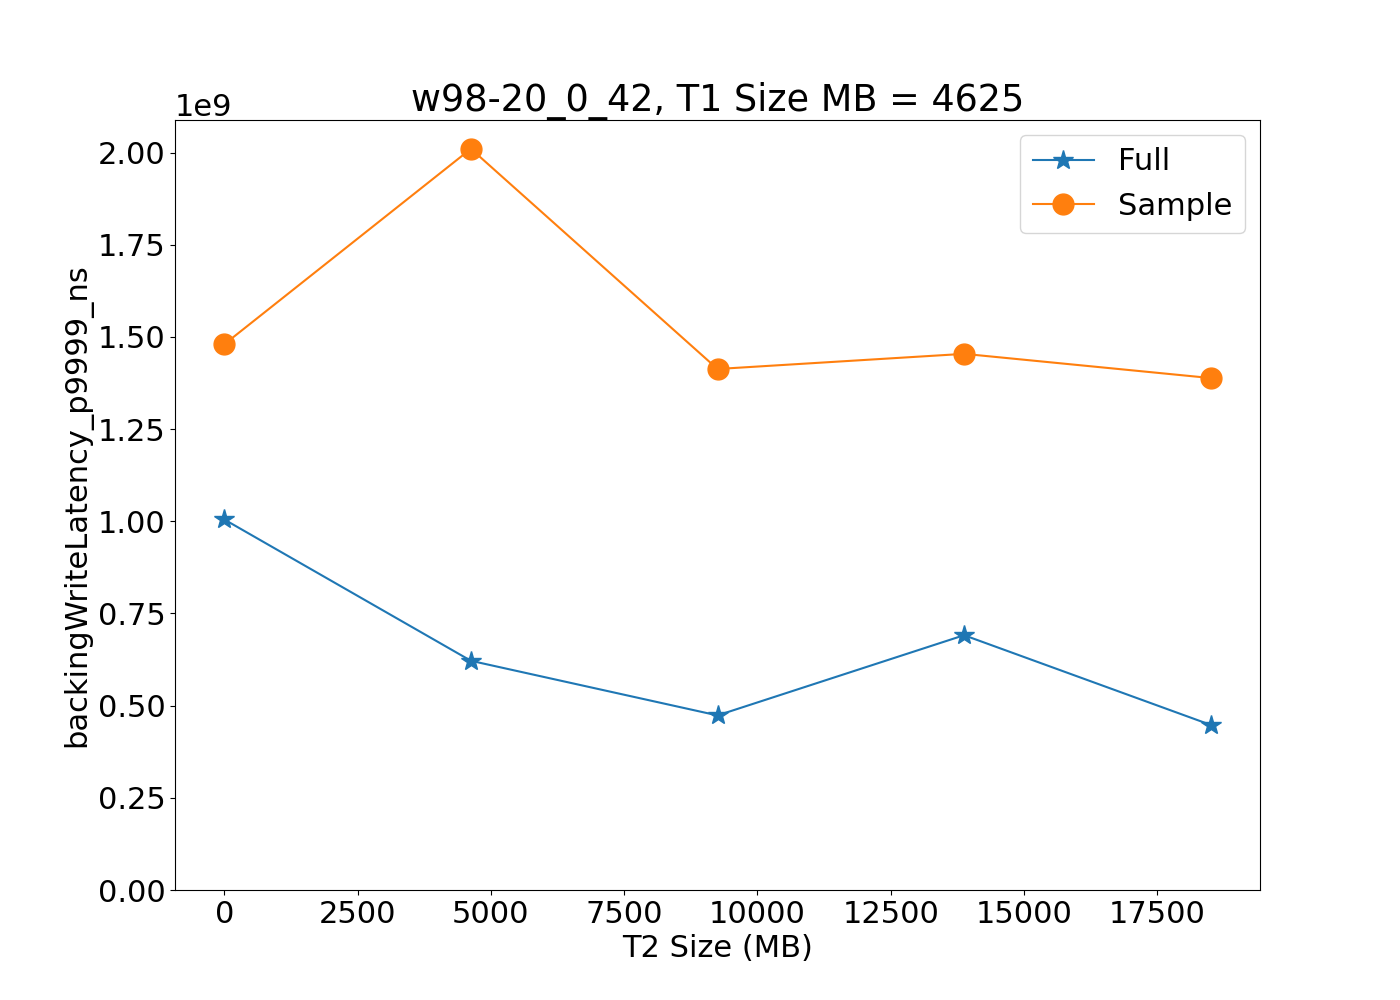 w98-20_0_42, T1 Size MB = 4625
1e9
Full
Sample
2.00
1.75
1.50
1.25
1.00
0.75
0.50
0.25
0.00
backingWriteLatency_p9999_ns
0 2500 5000 7500 10000 12500 15000 17500
T2 Size (MB)